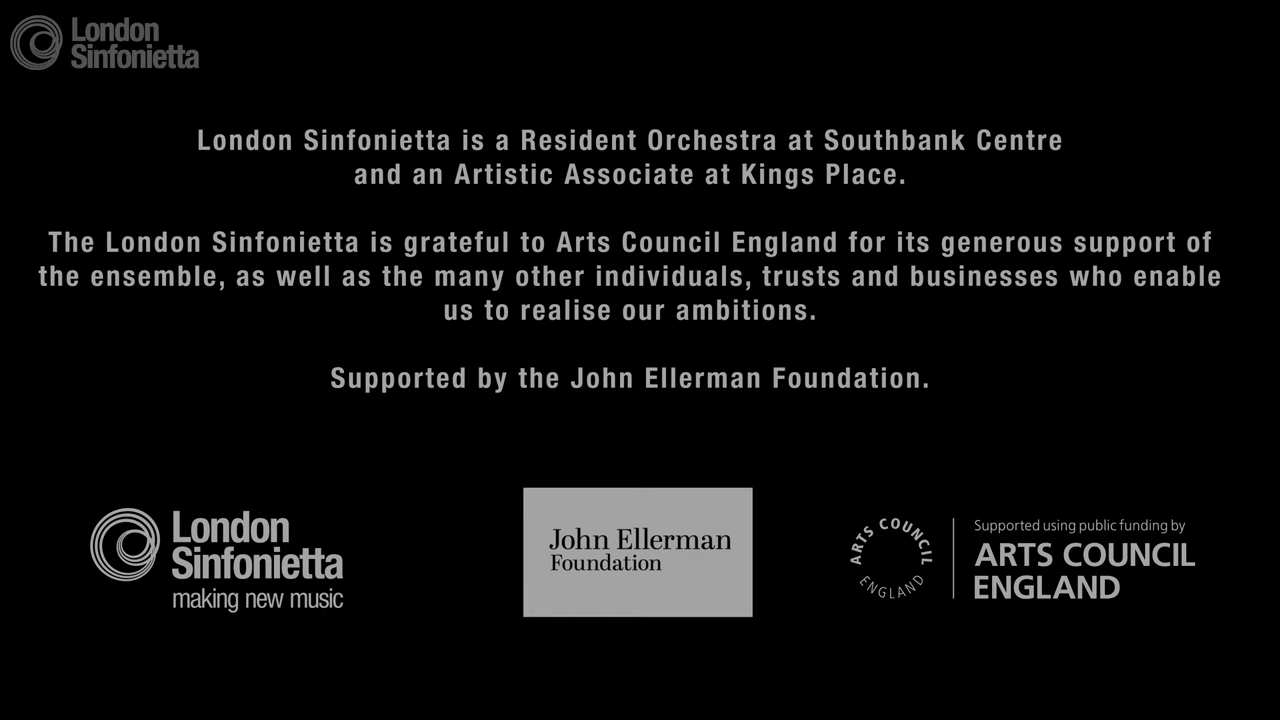 London
Sinfonietta
London Sinfonietta is a Resident Orchestra at Southbank Centre
and an Artistic Associate at Kings Place.
The London Sinfonietta is grateful to Arts Council England for its generous support of
the ensemble, as well as the many other individuals, trusts and businesses who enable
us to realise our ambitions.
Supported by the John Ellerman Foundation.
London
Sinfonietta
making new music
John Ellerman
Foundation
ARTS COUNCIL
ENGLAND
Supported using public funding by
ARTS COUNCIL
ENGLAND